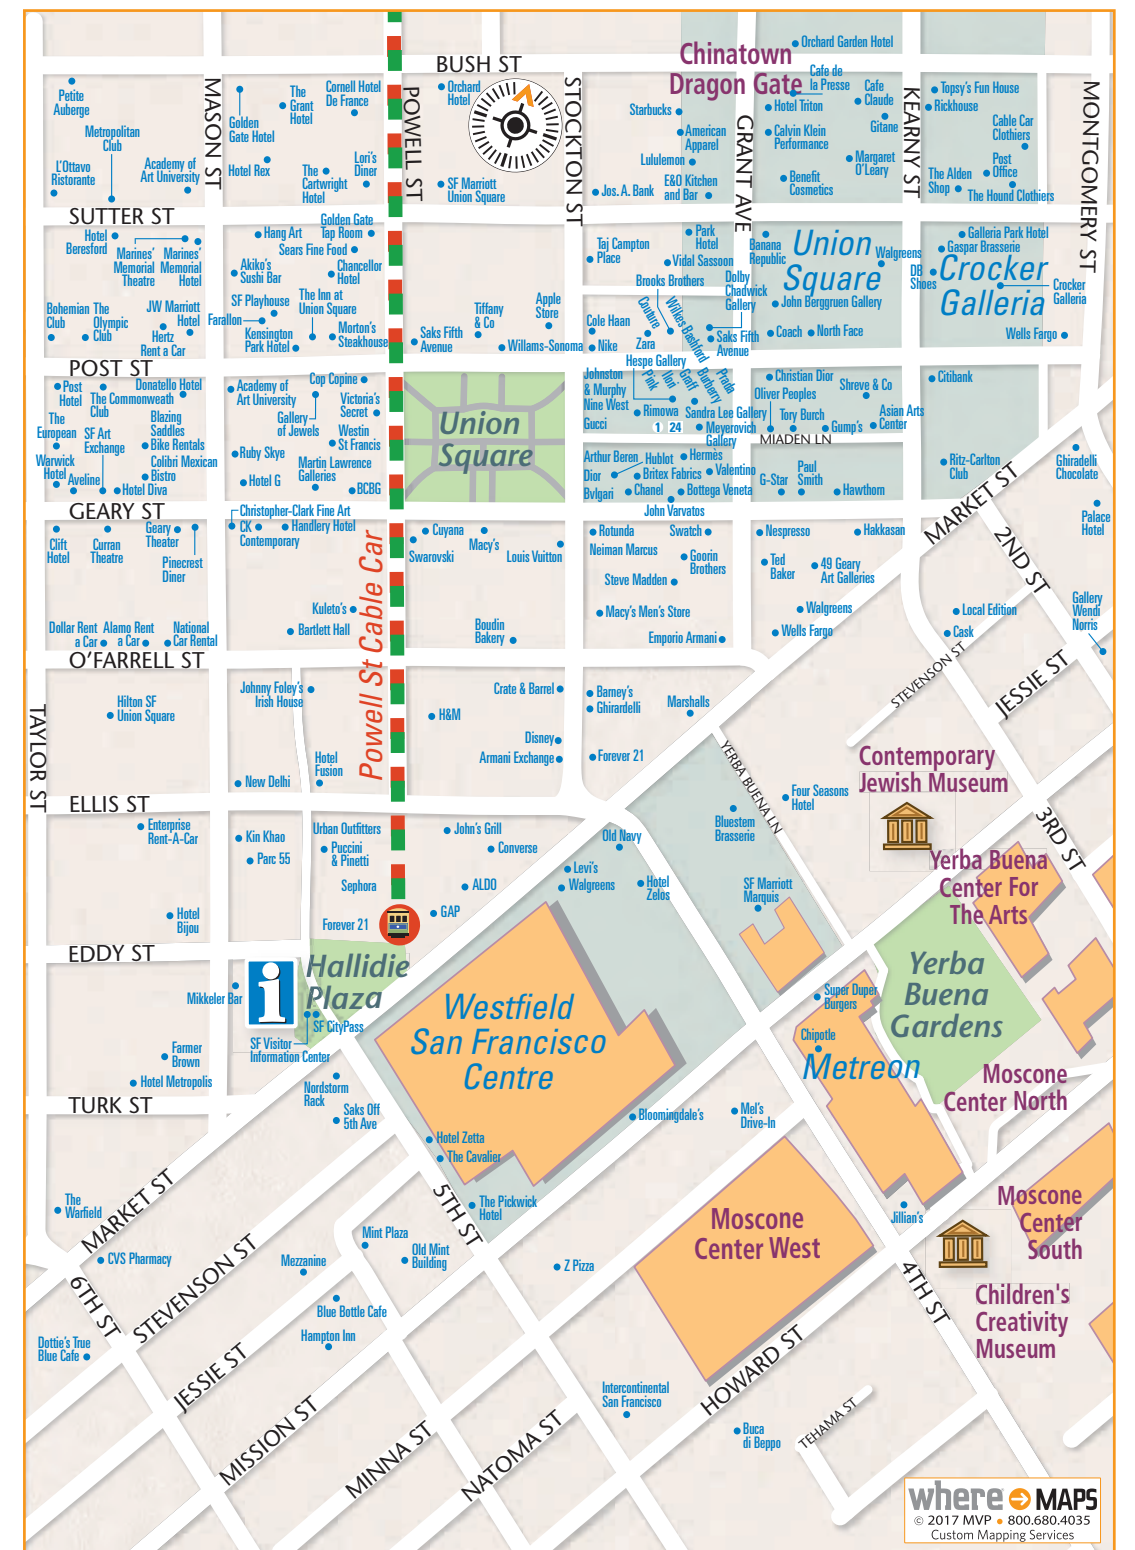 Chinatown
Dragon Gate
Orchard Garden Hotel
BUSH ST
Cafe de
la Presse
Cafe
Claude
Gitane
Topsy's Fun House
Rickhouse
Cable Car
Clothiers
Post
Office
The Alden
Shop
The Hound Clothiers
Petite
Auberge
Metropolitan
Club
L'Ottavo
Ristorante
Academy of
Art University
MASON ST
Golden
Gate Hotel
The
Grant
Hotel
Cornell Hotel
De France
Hotel Rex
The
Cartwright
Hotel
Lori's
Diner
POWELL ST
Orchard
Hotel
SF Marriott
Union Square
STOCKTON ST
Starbucks
American
Apparel
Lululemon
Jos. A. Bank
E&O Kitchen
and Bar
GRANT AVE
Hotel Triton
Calvin Klein
Performance
Margaret
O'Leary
Benefit
Cosmetics
KEARNY ST
MONTGOMERY ST
SUTTER ST
Hotel
Beresford
Marines'
Memorial
Theatre
Marines'
Memorial
Hotel
Bohemian
Club
The
Olympic
Club
JW Marriott
Hotel
Hertz
Rent a Car
Golden Gate
Tap Room
Hang Art
Sears Fine Food
Akiko's
Sushi Bar
Chancellor
Hotel
SF Playhouse
The Inn at
Union Square
Farallon
Kensington
Park Hotel
Morton's
Steakhouse
Saks Fifth
Avenue
Tiffany
& Co
Apple
Store
Willams-Sonoma
Taj Campton
Place
Park
Hotel
Vidal Sassoon
Brooks Brothers
Cole Haan
Nike
Couture
Zara
Wilkes Bashford
Dolby
Chadwick
Gallery
Saks Fifth
Avenue
Banana
Republic
Union
Square
Walgreens
John Berggruen Gallery
Coach
North Face
DB
Shoes
Galleria Park Hotel
Gaspar Brasserie
Crocker
Galleria
Crocker
Galleria
Wells Fargo
POST ST
Post
Hotel
The Commonweath
Club
Donatello Hotel
The
European
SF Art
Exchange
Blazing
Saddles
Bike Rentals
Warwick
Hotel
Aveline
Colibri Mexican
Bistro
Hotel Diva
Academy of
Art University
Cop Copine
Gallery
of Jewels
Victoria's
Secret
Westin
St Francis
Ruby Skye
Martin Lawrence
Galleries
Hotel G
BCBG
Union
Square
Hespe Gallery
Johnston
& Murphy
Nine West
Gucci
Pink
Graff
Burberry
Prada
Rimowa
1 24
Sandra Lee Gallery
Meyerovich
Gallery
Christian Dior
Oliver Peoples
Shreve & Co
Tory Burch
Gump's
Asian Arts
Center
MIADEN LN
Citibank
Arthur Beren
Hublot
Hermès
Dior
Britex Fabrics
Valentino
Bvlgari
Chanel
Bottega Veneta
John Varvatos
G-Star
Paul
Smith
Hawthorn
Ritz-Carlton
Club
Ghiradelli
Chocolate
MARKET ST
GEARY ST
Clift
Hotel
Curran
Theatre
Geary
Theater
Pinecrest
Diner
Christopher-Clark Fine Art
CK
Contemporary
Handlery Hotel
Powell St Cable Car
Cuyana
Swarovski
Macy's
Louis Vuitton
Rotunda
Swatch
Neiman Marcus
Goorin
Brothers
Steve Madden
Macy's Men's Store
Emporio Armani
Nespresso
Hakkasan
Ted
Baker
49 Geary
Art Galleries
Walgreens
Wells Fargo
2ND ST
Palace
Hotel
Gallery
Wendi
Norris
Local Edition
Cask
Dollar Rent
a Car
Alamo Rent
a Car
National
Car Rental
Kuleto's
Bartlett Hall
Boudin
Bakery
O'FARRELL ST
STEVENSON ST
JESSIE ST
TAYLOR ST
Hilton SF
Union Square
Johnny Foley's
Irish House
Hotel
Fusion
New Delhi
Crate & Barrel
H&M
Disney
Armani Exchange
Barney's
Ghirardelli
Marshalls
Forever 21
YERBA BUENA LN
Contemporary
Jewish Museum
ELLIS ST
Enterprise
Rent-A-Car
Kin Khao
Parc 55
Hotel
Bijou
Urban Outfitters
Puccini
& Pinetti
Sephora
Forever 21
John's Grill
Converse
ALDO
GAP
Old Navy
Levi's
Walgreens
Hotel
Zelos
Bluestem
Brasserie
Four Seasons
Hotel
SF Marriott
Marquis
3RD ST
Yerba Buena
Center For
The Arts
EDDY ST
Mikkeler Bar
i
Hallidie
Plaza
SF CityPass
SF Visitor
Information Center
Westfield
San Francisco
Centre
Super Duper
Burgers
Chipotle
Metreon
Yerba
Buena
Gardens
Moscone
Center North
Farmer
Brown
Hotel Metropolis
TURK ST
Nordstorm
Rack
Saks Off
5th Ave
Hotel Zetta
The Cavalier
The Pickwick
Hotel
Bloomingdale's
Mel's
Drive-In
The
Warfield
MARKET ST
CVS Pharmacy
STEVENSON ST
6TH ST
Mint Plaza
Mezzanine
Old Mint
Building
5TH ST
Z Pizza
Moscone
Center West
Jillian's
Moscone
Center
South
Children's
Creativity
Museum
4TH ST
Dottie's True
Blue Cafe
Blue Bottle Cafe
Hampton Inn
JESSIE ST
MISSION ST
MINNA ST
NATOMA ST
Intercontinental
San Francisco
HOWARD ST
Buca
di Beppo
TEHAMA ST
where MAPS
© 2017 MVP • 800.680.4035
Custom Mapping Services